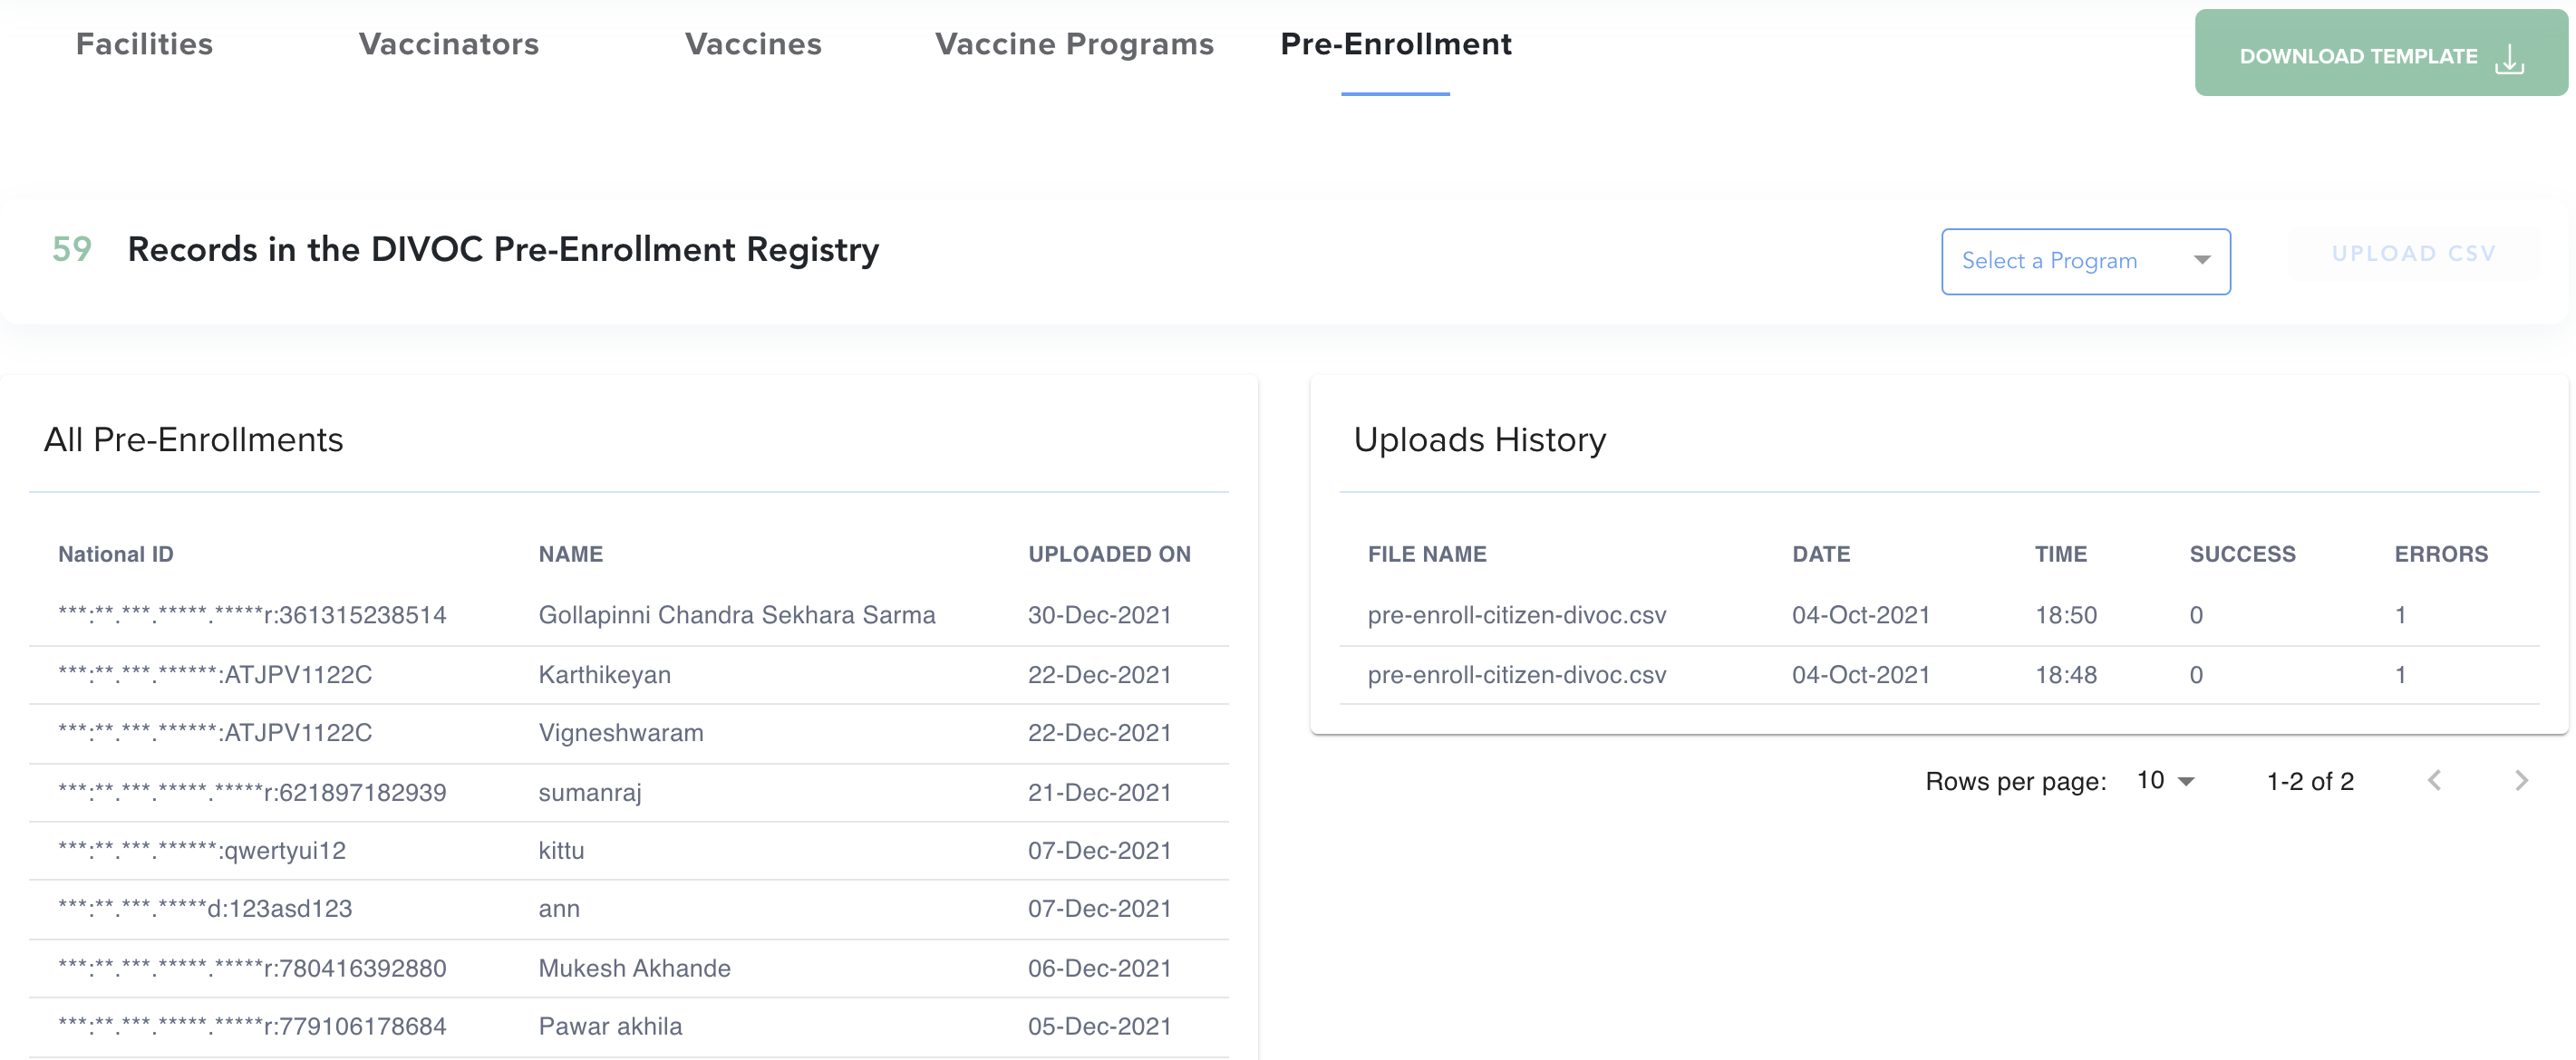 Facilities Vaccinators Vaccines Vaccine Programs Pre-Enrollment DOWNLOAD TEMPLATE
59 Records in the DIVOC Pre-Enrollment Registry Select a Program UPLOAD CSV
All Pre-Enrollments
National ID NAME UPLOADED ON
***:**.***.*****.*****r:361315238514 Gollapinni Chandra Sekhara Sarma 30-Dec-2021
***:**.***.******:ATJPV1122C Karthikeyan 22-Dec-2021
***:**.***.******:ATJPV1122C Vigneshwaram 22-Dec-2021
***:**.***.*****.*****r:621897182939 sumanraj 21-Dec-2021
***:**.***.******:qwertyui12 kittu 07-Dec-2021
***:**.***.*****d:123asd123 ann 07-Dec-2021
***:**.***.*****.*****r:780416392880 Mukesh Akhande 06-Dec-2021
***:**.***.*****.*****r:779106178684 Pawar akhila 05-Dec-2021
Uploads History
FILE NAME DATE TIME SUCCESS ERRORS
pre-enroll-citizen-divoc.csv 04-Oct-2021 18:50 0 1
pre-enroll-citizen-divoc.csv 04-Oct-2021 18:48 0 1
Rows per page: 10 1-2 of 2